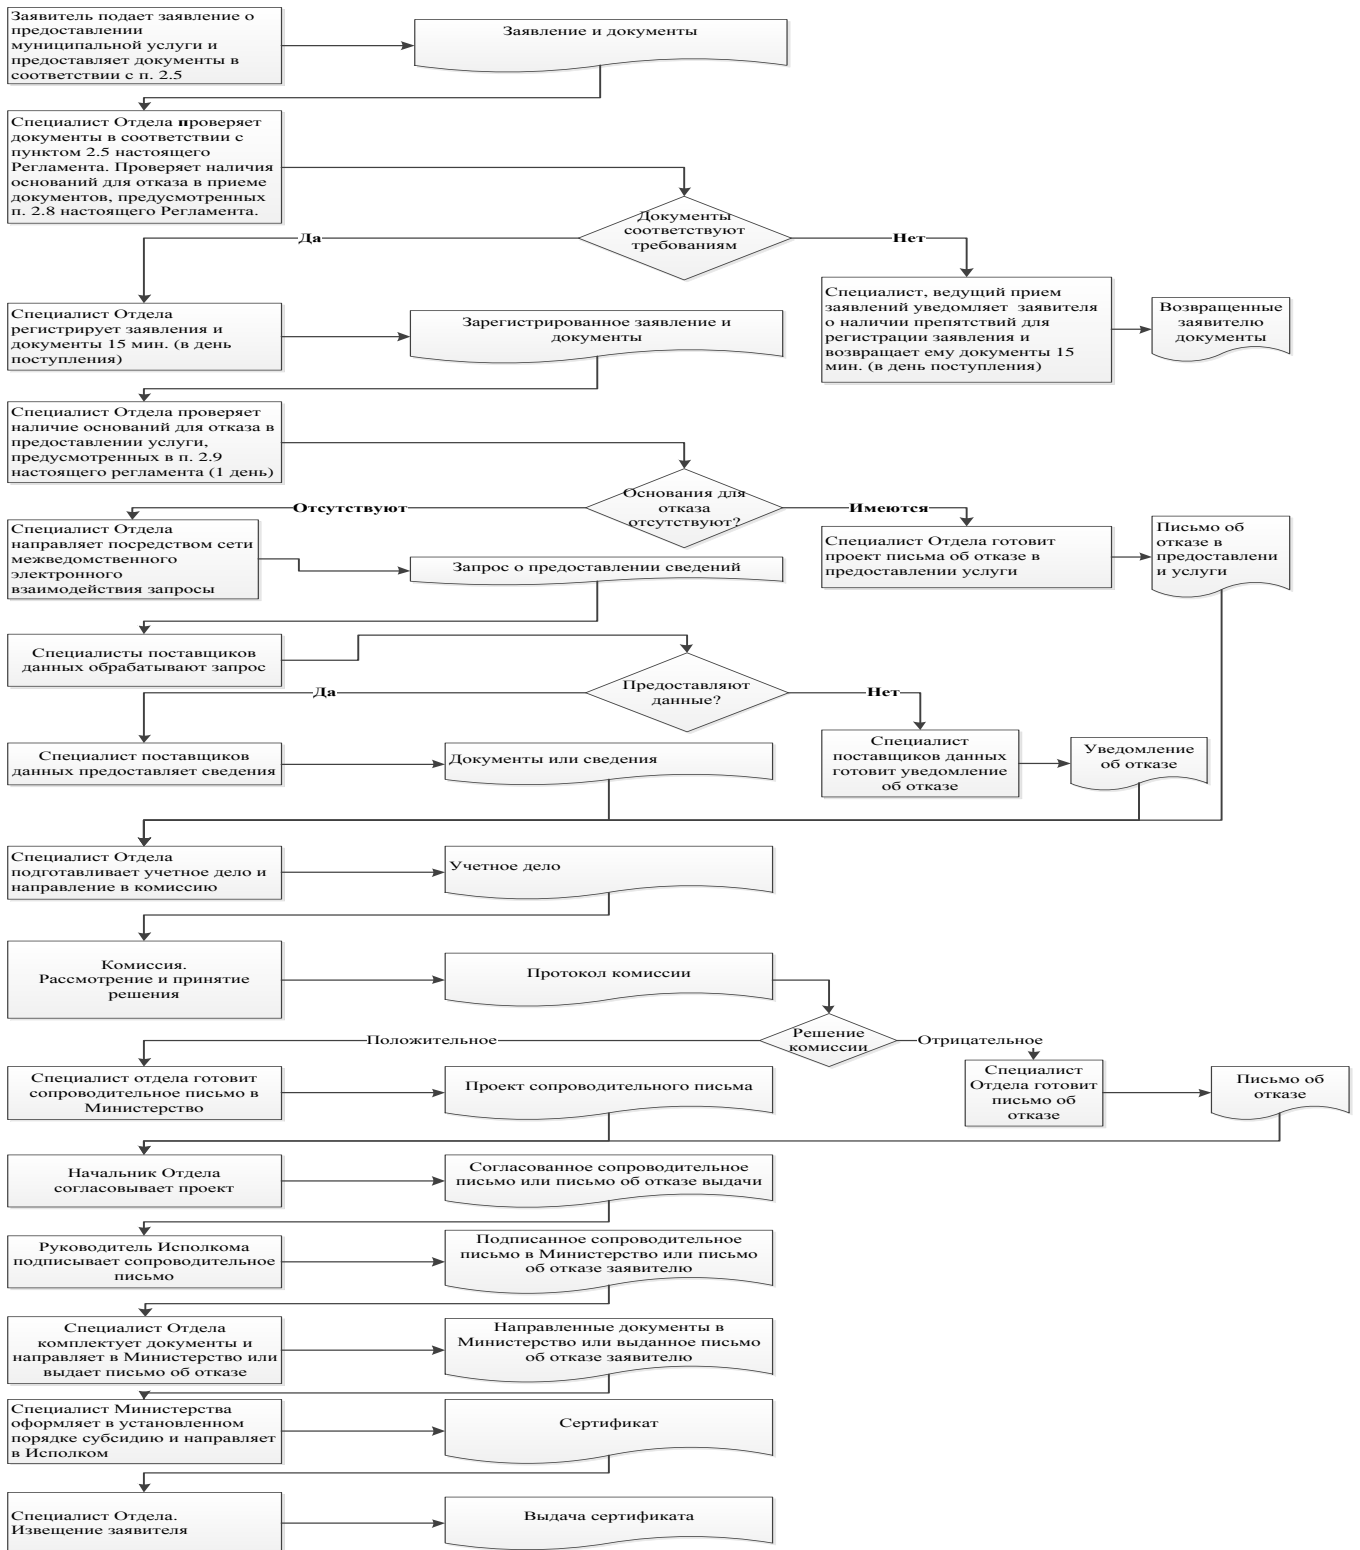 Заявитель подает заявление о
предоставлении
муниципальной услуги и
предоставляет документы в
соответствии с п. 2.5
Заявление и документы
Специалист Отдела проверяет
документы в соответствии с
пунктом 2.5 настоящего
Регламента. Проверяет наличия
оснований для отказа в приеме
документов, предусмотренных
п. 2.8 настоящего Регламента.
Документы
соответствуют
требованиям
Да
Нет
Специалист Отдела
регистрирует заявления и
документы 15 мин. (в день
поступления)
Зарегистрированное заявление и
документы
Специалист, ведущий прием
заявлений уведомляет заявителя
о наличии препятствий для
регистрации заявления и
возвращает ему документы 15
мин. (в день поступления)
Возвращенные
заявителю
документы
Специалист Отдела проверяет
наличие оснований для отказа в
предоставлении услуги,
предусмотренных в п. 2.9
настоящего регламента (1 день)
Основания для
отказа
отсутствуют?
Отсутствуют
Имеются
Специалист Отдела
направляет посредством сети
межведомственного
электронного
взаимодействия запросы
Запрос о предоставлении сведений
Специалист Отдела готовит
проект письма об отказе в
предоставлении услуги
Письмо об
отказе в
предоставлени
и услуги
Специалисты поставщиков
данных обрабатывают запрос
Предоставляют
данные?
Да
Нет
Специалист поставщиков
данных предоставляет сведения
Документы или сведения
Специалист
поставщиков данных
готовит уведомление
об отказе
Уведомление
об отказе
Специалист Отдела
подготавливает учетное дело и
направление в комиссию
Учетное дело
Комиссия.
Рассмотрение и принятие
решения
Протокол комиссии
Решение
комиссии
Положительное
Отрицательное
Специалист отдела готовит
сопроводительное письмо в
Министерство
Проект сопроводительного письма
Специалист
Отдела готовит
письмо об
отказе
Письмо об
отказе
Начальник Отдела
согласовывает проект
Согласованное сопроводительное
письмо или письмо об отказе выдачи
Руководитель Исполкома
подписывает сопроводительное
письмо
Подписанное сопроводительное
письмо в Министерство или письмо
об отказе заявителю
Специалист Отдела
комплектует документы и
направляет в Министерство или
выдает письмо об отказе
Направленные документы в
Министерство или выданное письмо
об отказе заявителю
Специалист Министерства
оформляет в установленном
порядке субсидию и направляет
в Исполком
Сертификат
Специалист Отдела.
Извещение заявителя
Выдача сертификата